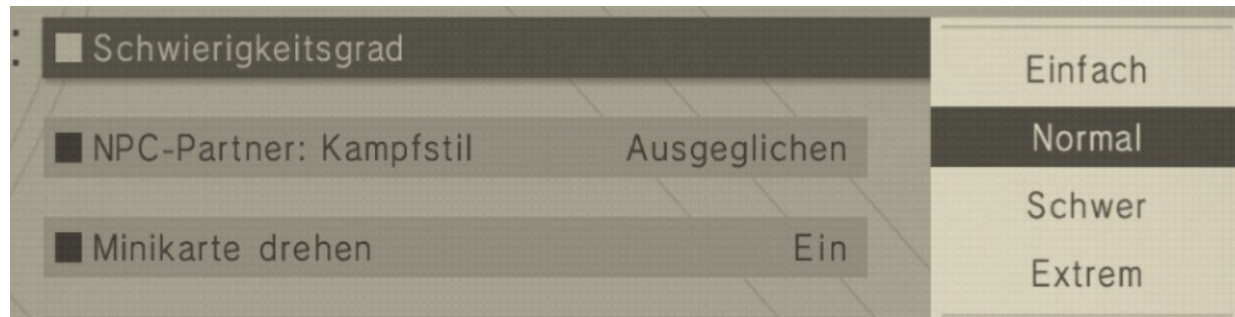 Schwierigkeitsgrad
NPC-Partner: Kampfstil Ausgeglichen
Minikarte drehen Ein
Einfach
Normal
Schwer
Extrem